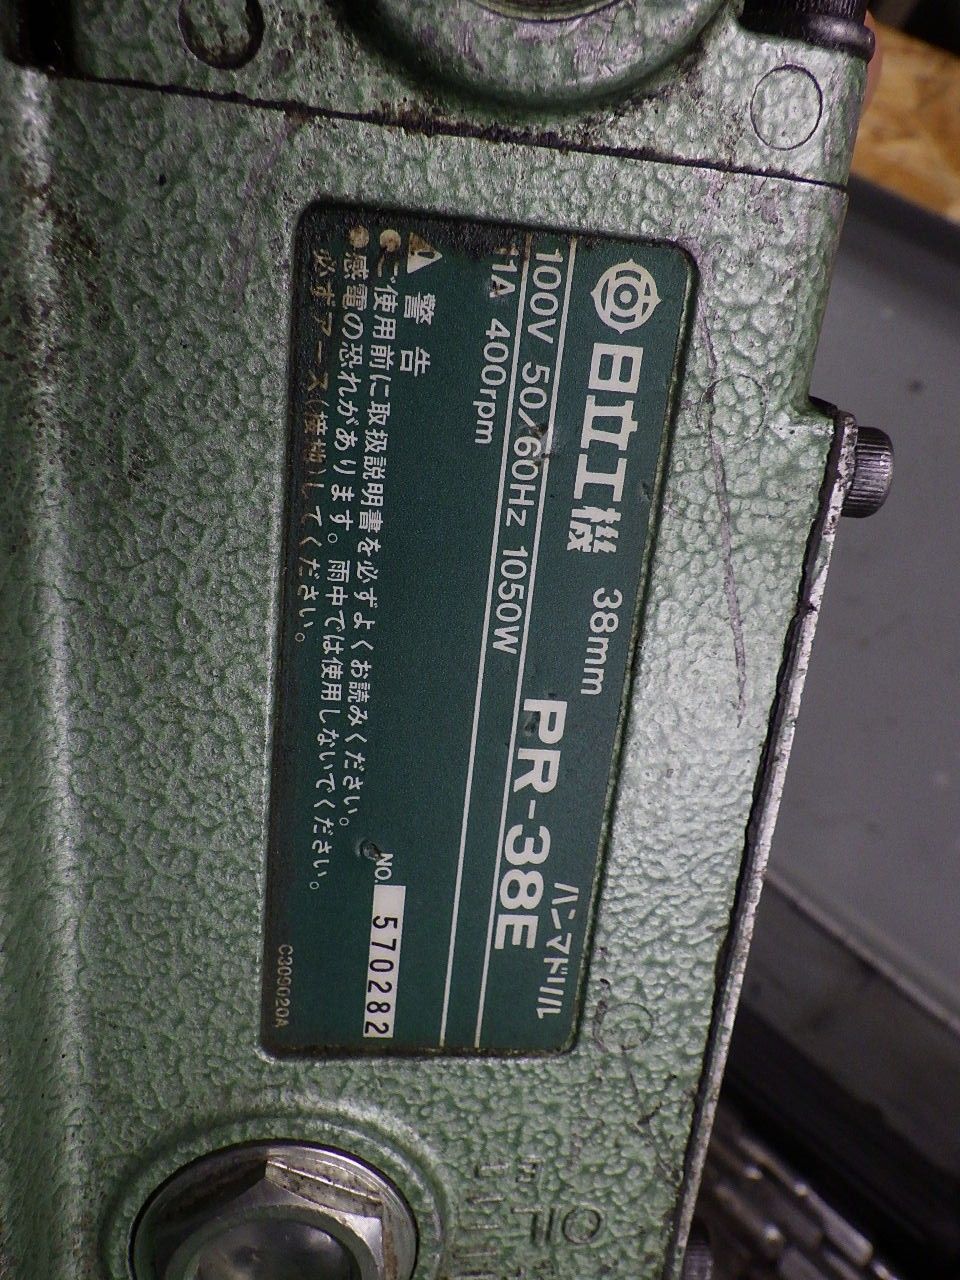 日立工機 38mm ハンマドリル
PR-38E
100V 50/60Hz 1050W
11A 400rpm
警告
●ご使用前に取扱説明書を必ずよくお読みください。
●感電の恐れがあります。雨中では使用しないでください。
必ずアース(接地)してください。
NO. 570282
C309020A
OIL